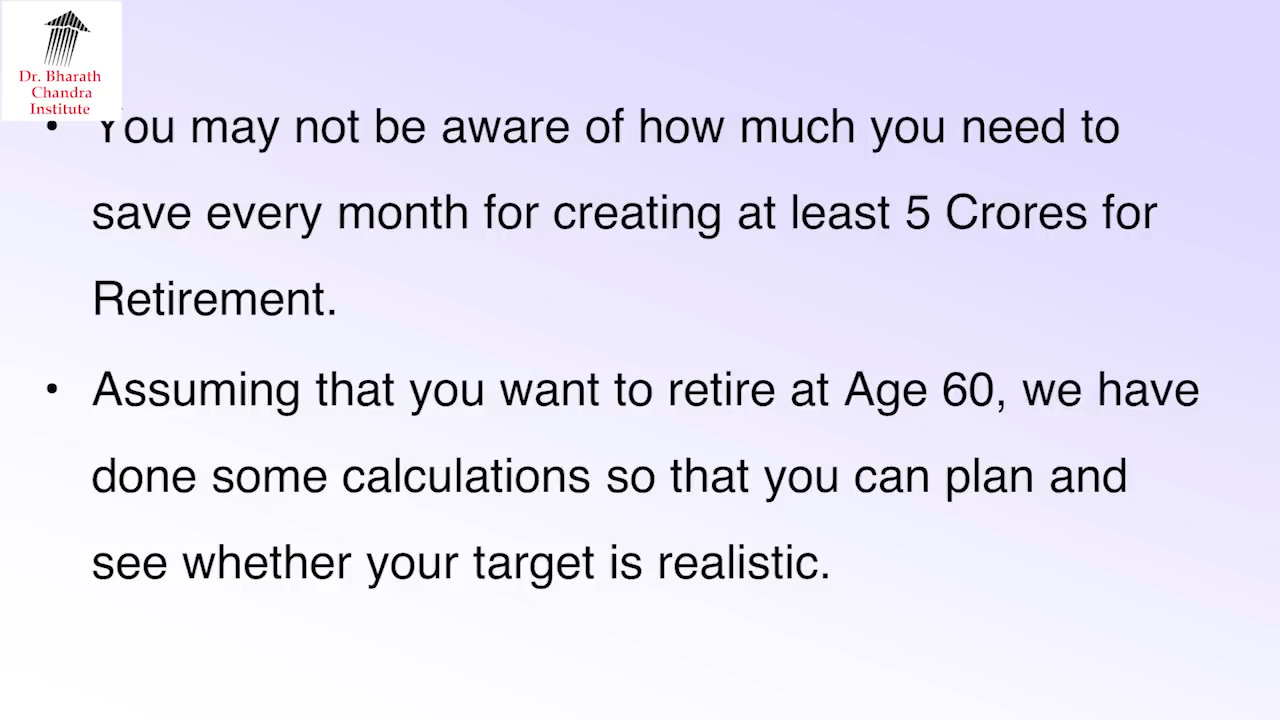 Dr. Bharath
Chandra
Institute
• You may not be aware of how much you need to
save every month for creating at least 5 Crores for
Retirement.
• Assuming that you want to retire at Age 60, we have
done some calculations so that you can plan and
see whether your target is realistic.